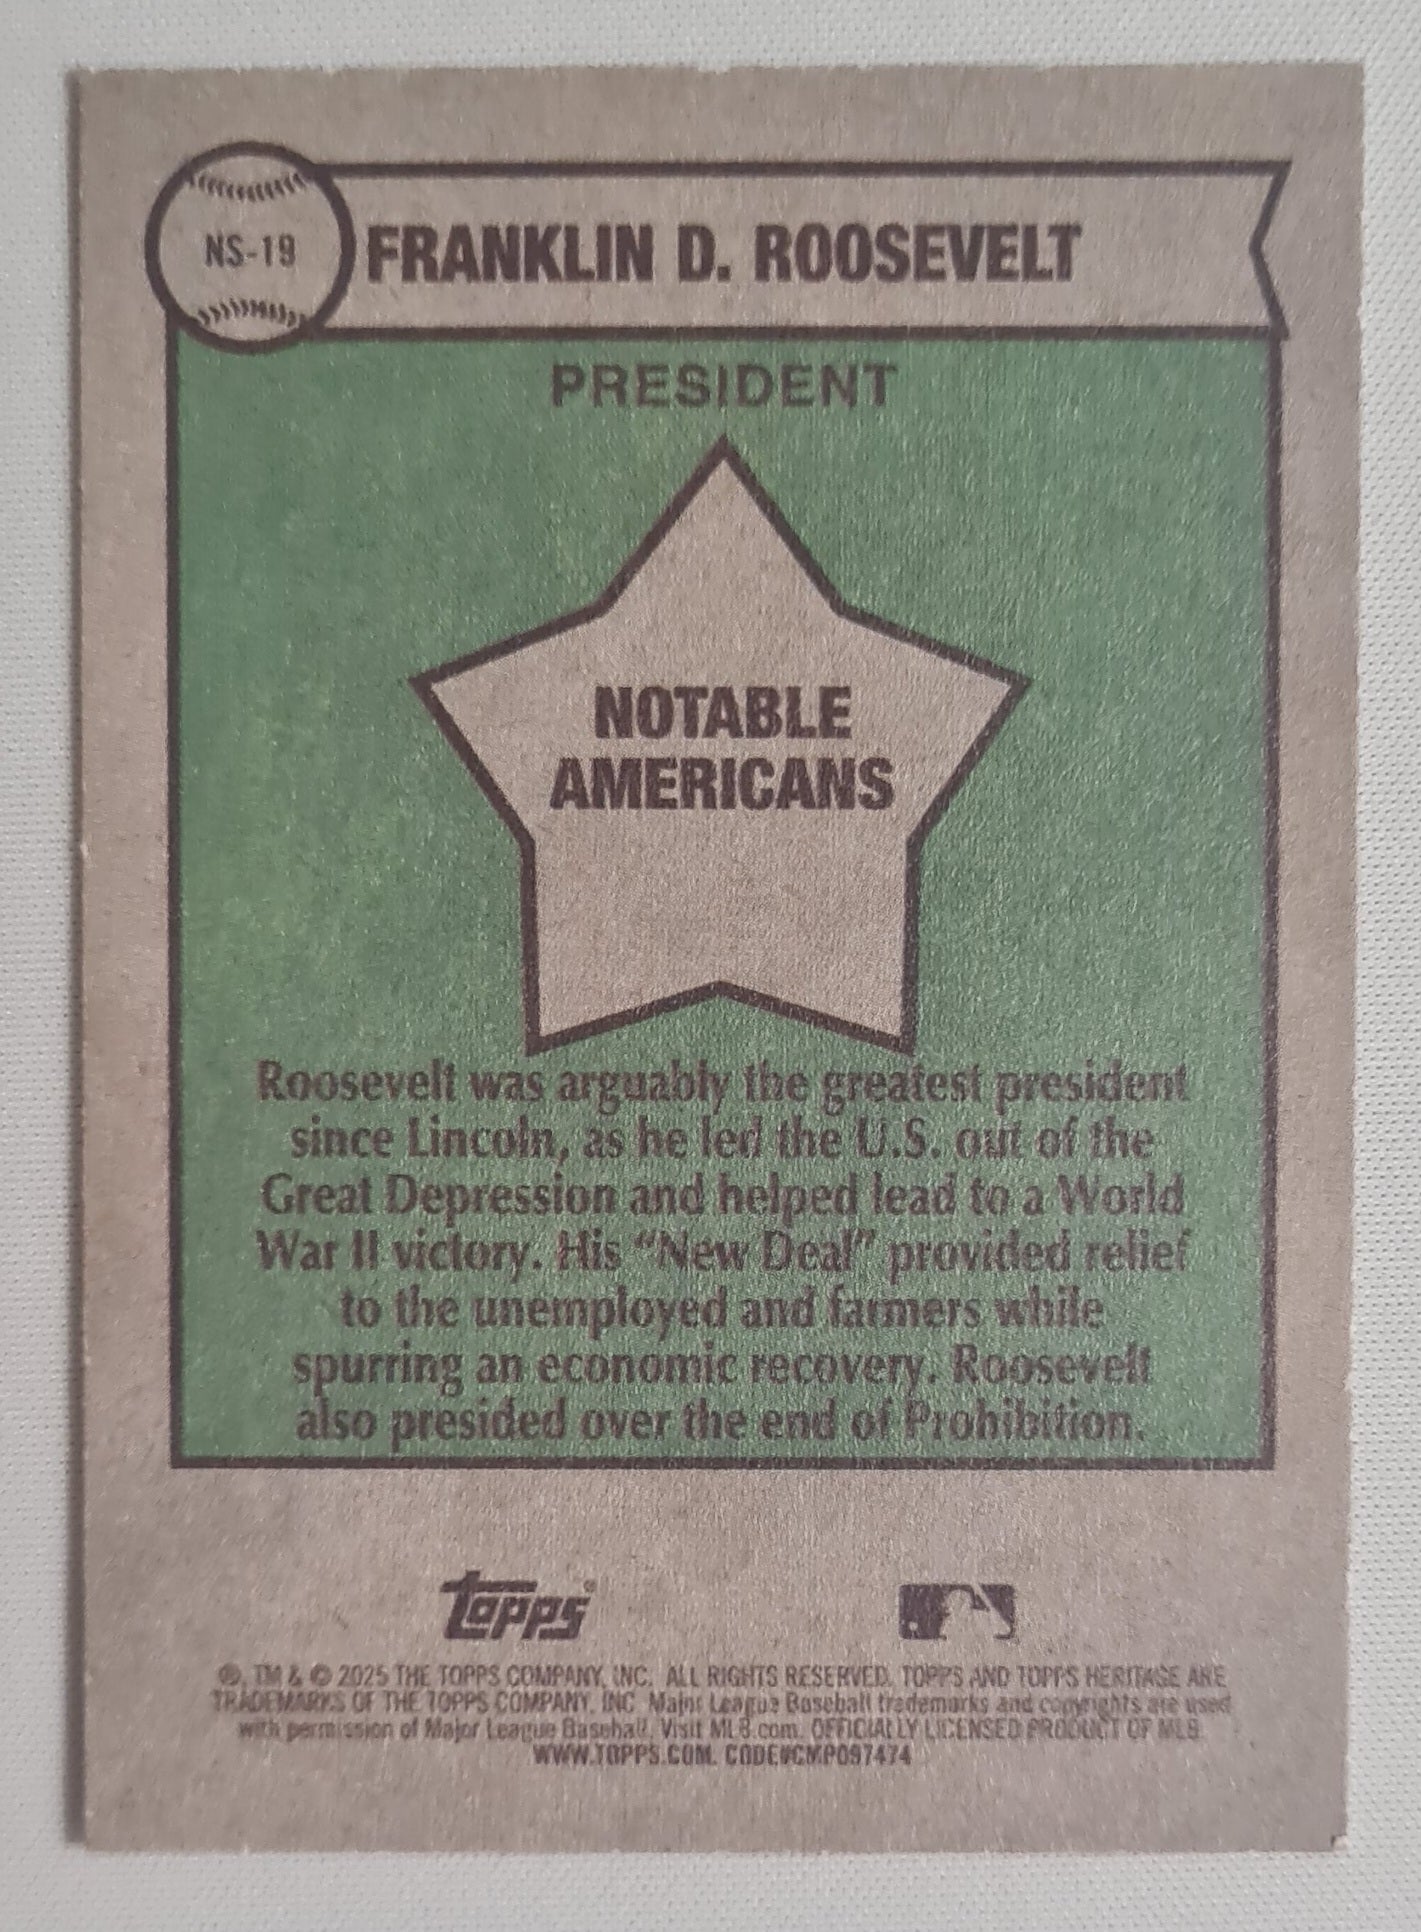 NS-19
FRANKLIN D. ROOSEVELT
PRESIDENT
NOTABLE
AMERICANS
Roosevelt was arguably the greatest president
since Lincoln, as he led the U.S. out of the
Great Depression and helped lead to a World
War II victory. His “New Deal” provided relief
to the unemployed and farmers while
spurring an economic recovery. Roosevelt
also presided over the end of Prohibition.
topps®
®, TM & © 2025 THE TOPPS COMPANY, INC. ALL RIGHTS RESERVED. TOPPS AND TOPPS HERITAGE ARE
TRADEMARKS OF THE TOPPS COMPANY, INC. Major League Baseball trademarks and copyrights are used
with permission of Major League Baseball. Visit MLB.com. OFFICIALLY LICENSED PRODUCT OF MLB
WWW.TOPPS.COM. CODE#CMP097474